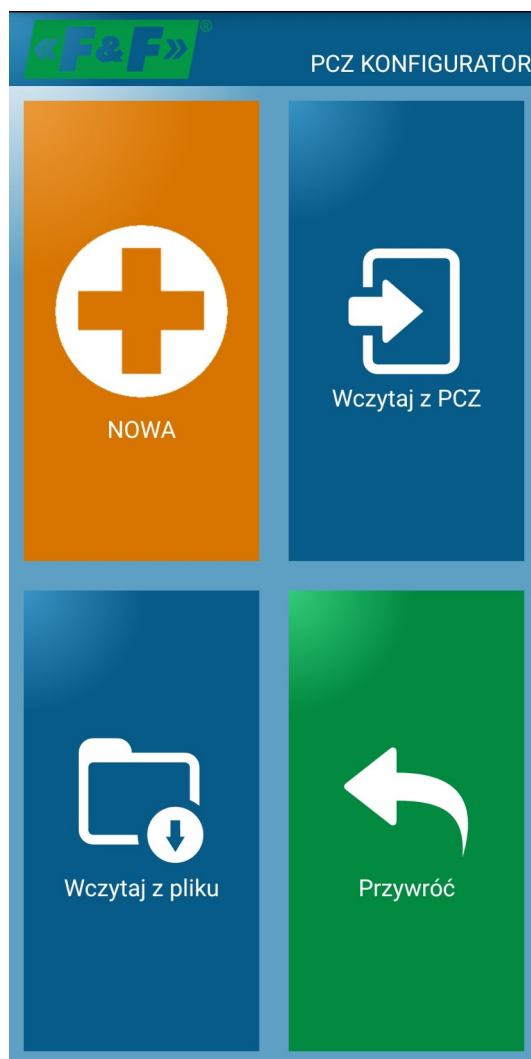 «F&F»®
PCZ KONFIGURATOR
NOWA
Wczytaj z PCZ
Wczytaj z pliku
Przywróć